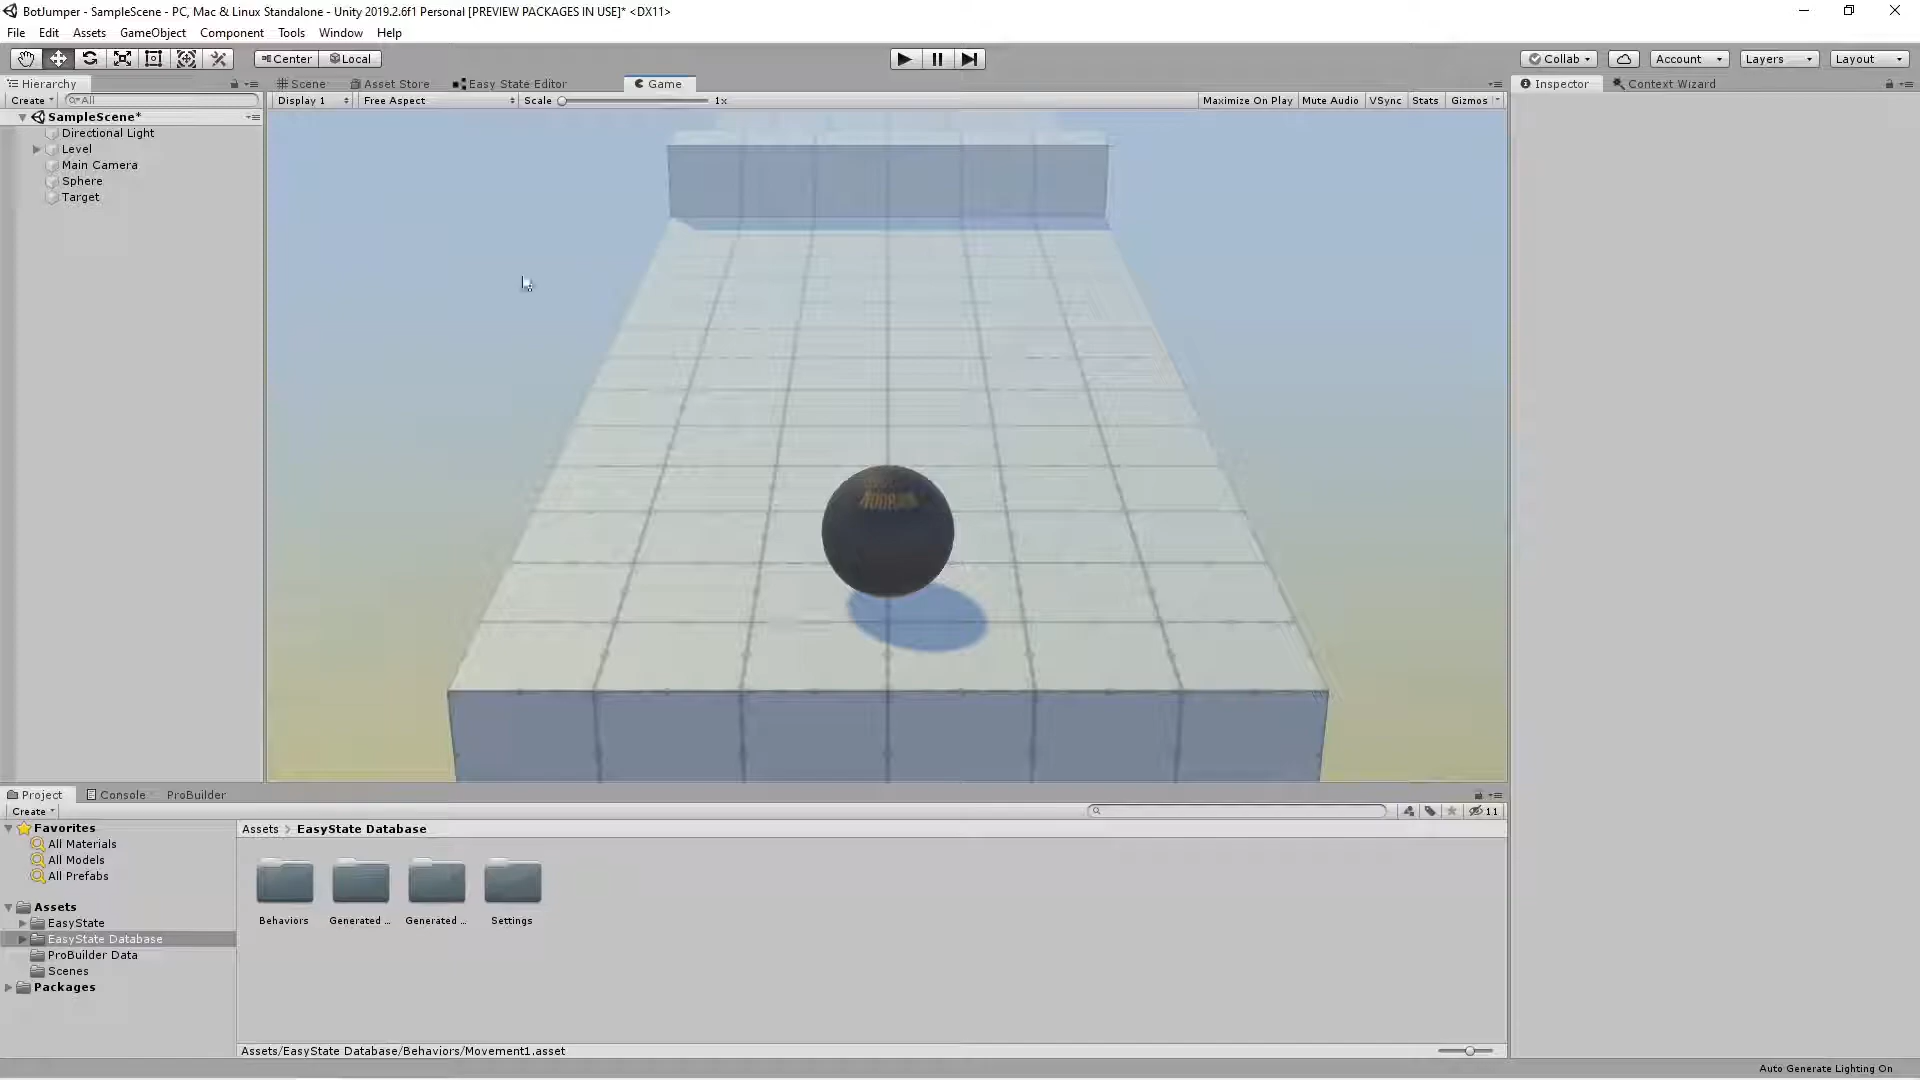 BotJumper - SampleScene - PC, Mac & Linux Standalone - Unity 2019.2.6f1 Personal [PREVIEW PACKAGES IN USE]* <DX11>
File Edit Assets GameObject Component Tools Window Help
Center Local Collab Account Layers Layout
Hierarchy Scene Asset Store Easy State Editor Game Inspector Context Wizard
Create All Display 1 Free Aspect Scale 1x Maximize On Play Mute Audio VSync Stats Gizmos
SampleScene*
Directional Light
Level
Main Camera
Sphere
Target
Project Console ProBuilder
Create 11
Favorites
All Materials
All Models
All Prefabs
Assets
EasyState
EasyState Database
ProBuilder Data
Scenes
Packages
Assets > EasyState Database
Behaviors Generated ... Generated ... Settings
Assets/EasyState Database/Behaviors/Movement1.asset
Auto Generate Lighting On